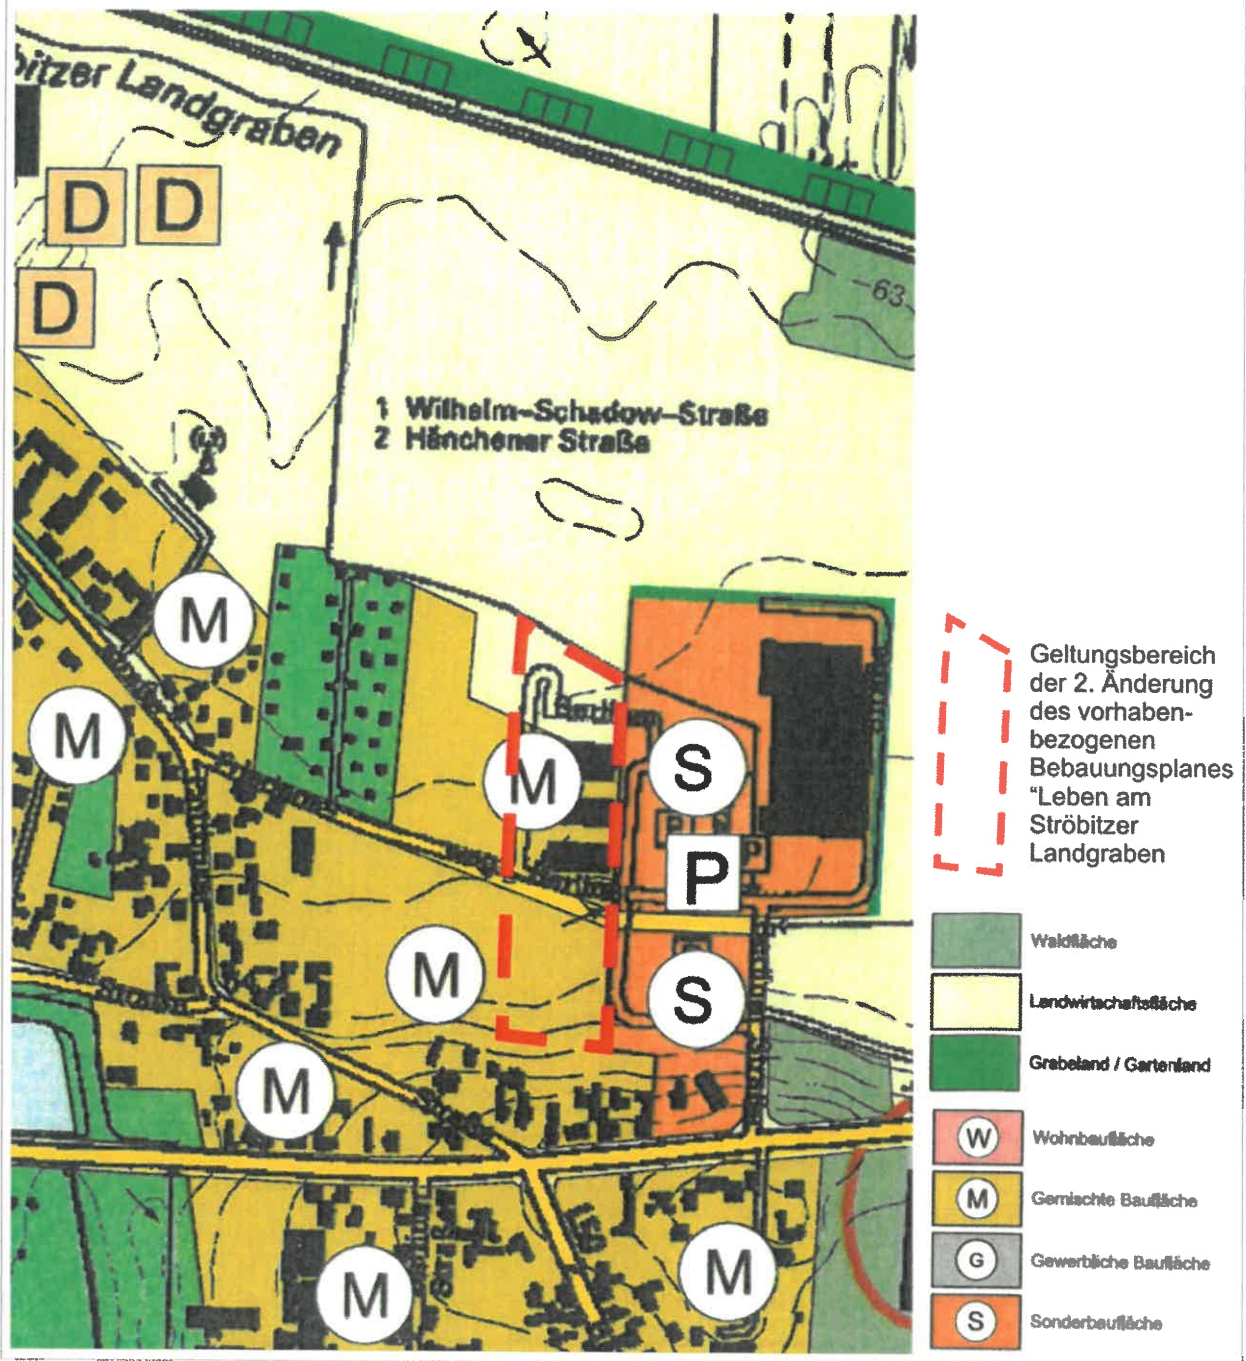 bitzer Landgraben
D
D
D
63
1 Wilhelm-Schadow-Straße
2 Hänchener Straße
M
M
M
S
P
M
S
M
M
M
Geltungsbereich
der 2. Änderung
des vorhaben-
bezogenen
Bebauungsplanes
"Leben am
Ströbitzer
Landgraben
Waldfläche
Landwirtschaftsfläche
Grabeland / Gartenland
W Wohnbaufläche
M Gemischte Baufläche
G Gewerbliche Baufläche
S Sonderbaufläche